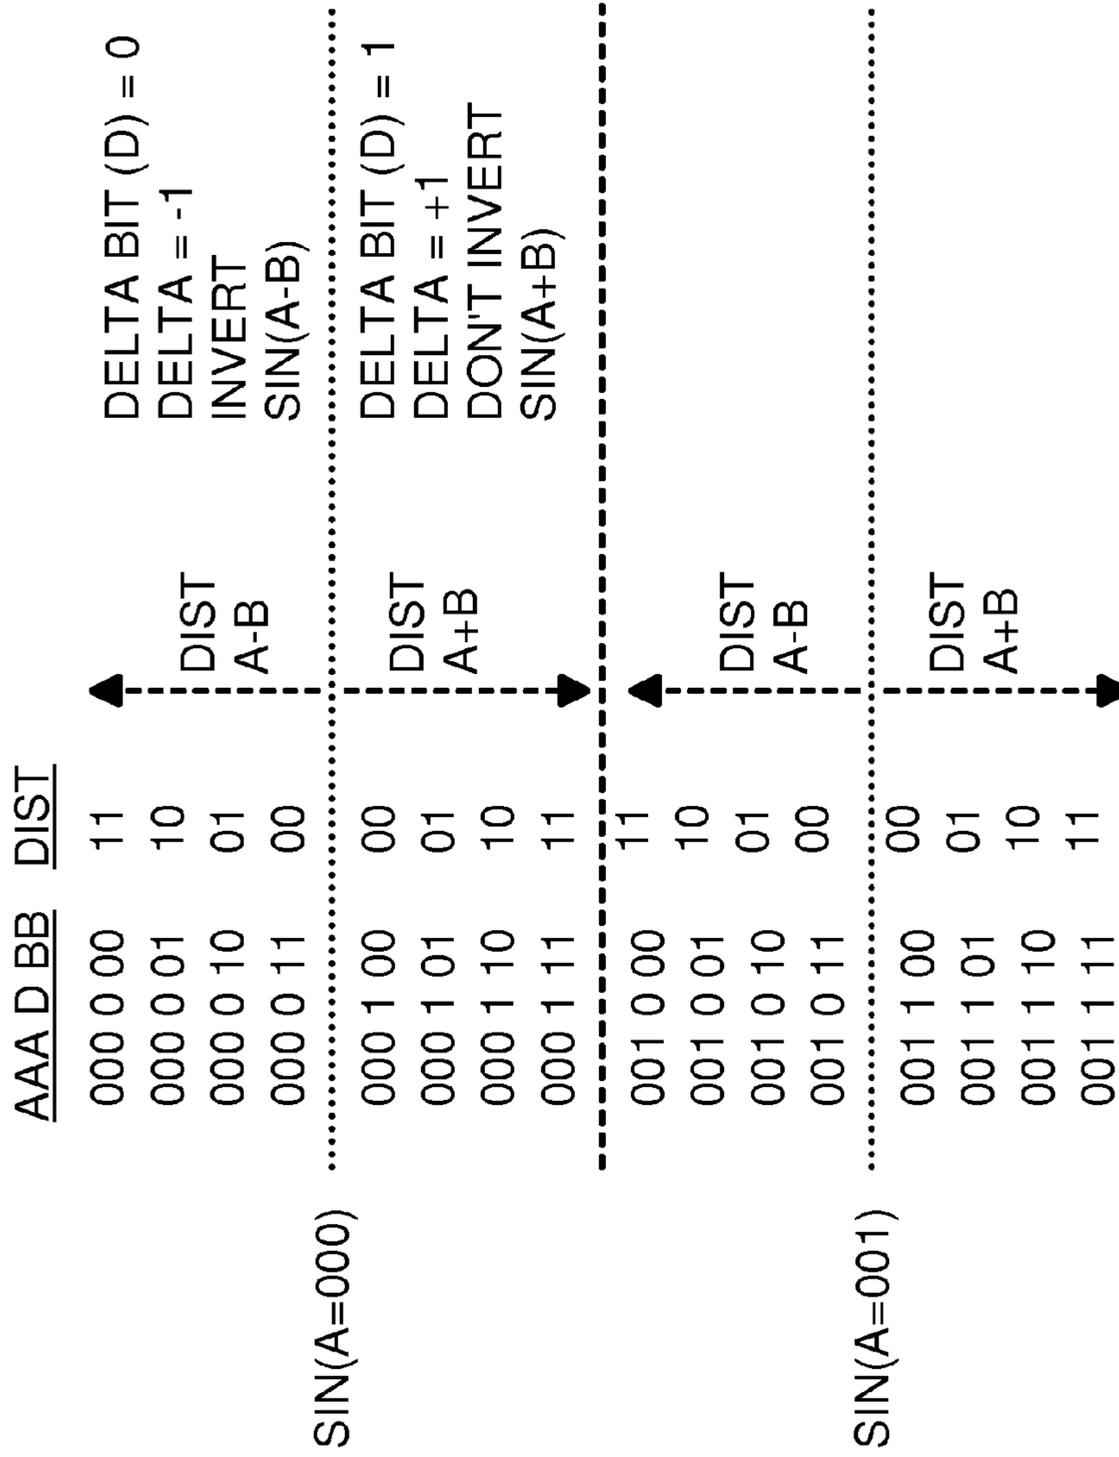 AAA D BB DIST
000 0 00 11
000 0 01 10
000 0 10 01
000 0 11 00
DIST
A-B
DELTA BIT (D) = 0
DELTA = -1
INVERT
SIN(A-B)
SIN(A=000)
000 1 00 00
000 1 01 01
000 1 10 10
000 1 11 11
DIST
A+B
DELTA BIT (D) = 1
DELTA = +1
DON'T INVERT
SIN(A+B)
001 0 00 11
001 0 01 10
001 0 10 01
001 0 11 00
DIST
A-B
SIN(A=001)
001 1 00 00
001 1 01 01
001 1 10 10
001 1 11 11
DIST
A+B